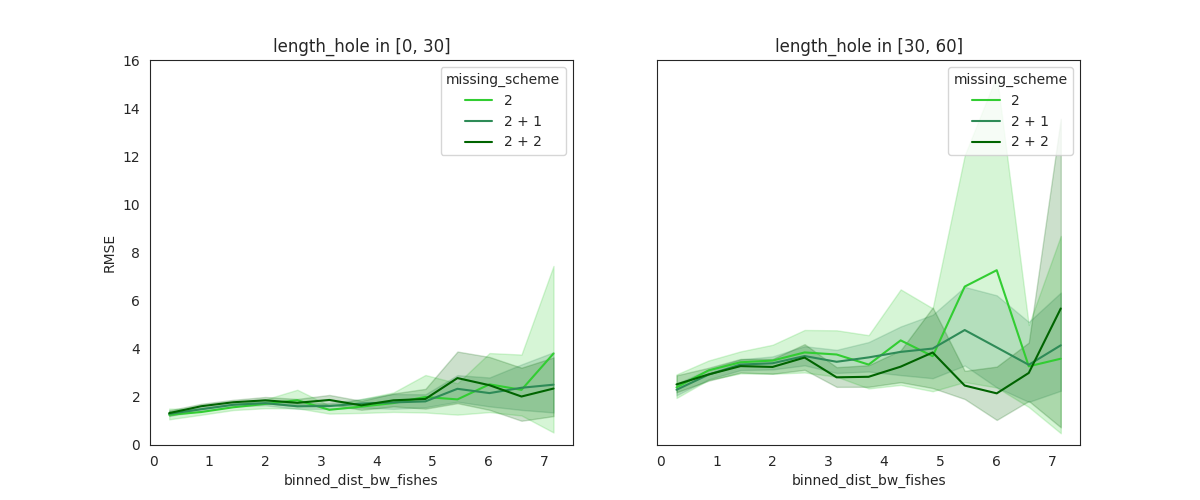 length_hole in [0, 30]
length_hole in [30, 60]
RMSE
16
14
12
10
8
6
4
2
0
missing_scheme
2
2 + 1
2 + 2
missing_scheme
2
2 + 1
2 + 2
0 1 2 3 4 5 6 7
0 1 2 3 4 5 6 7
binned_dist_bw_fishes
binned_dist_bw_fishes